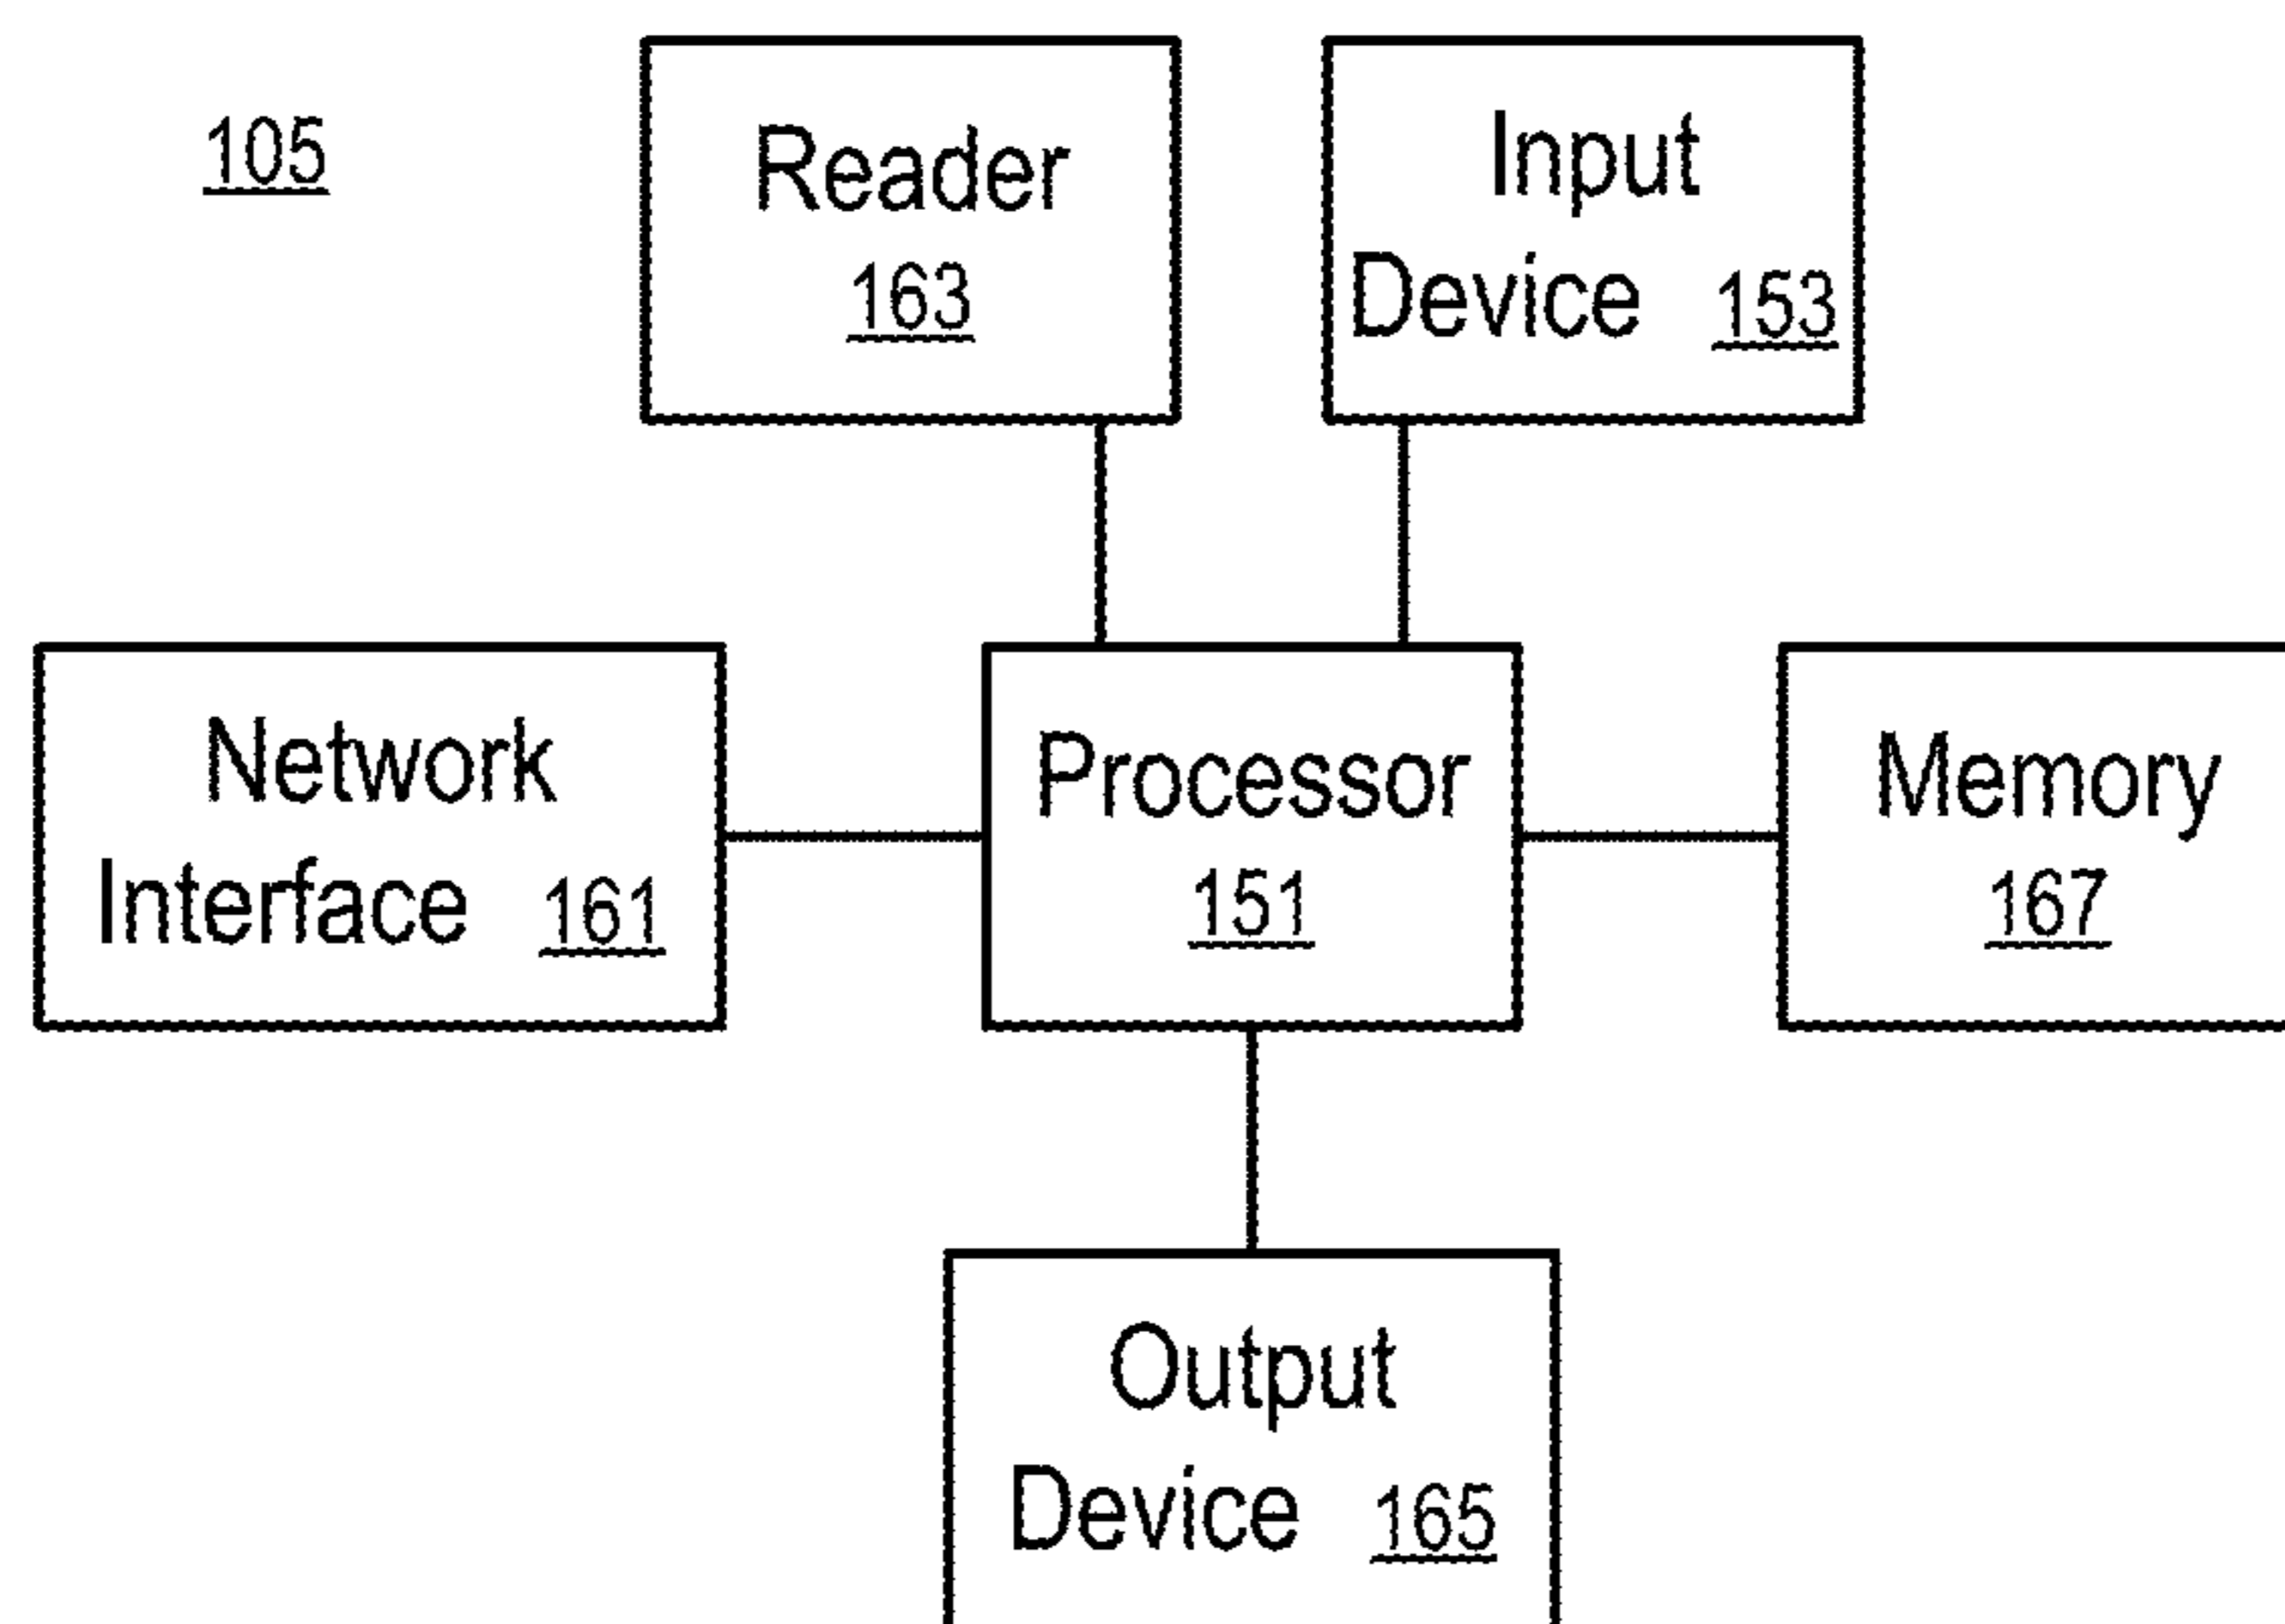 105
Reader
163
Input
Device 153
Network
Interface 161
Processor
151
Memory
167
Output
Device 165